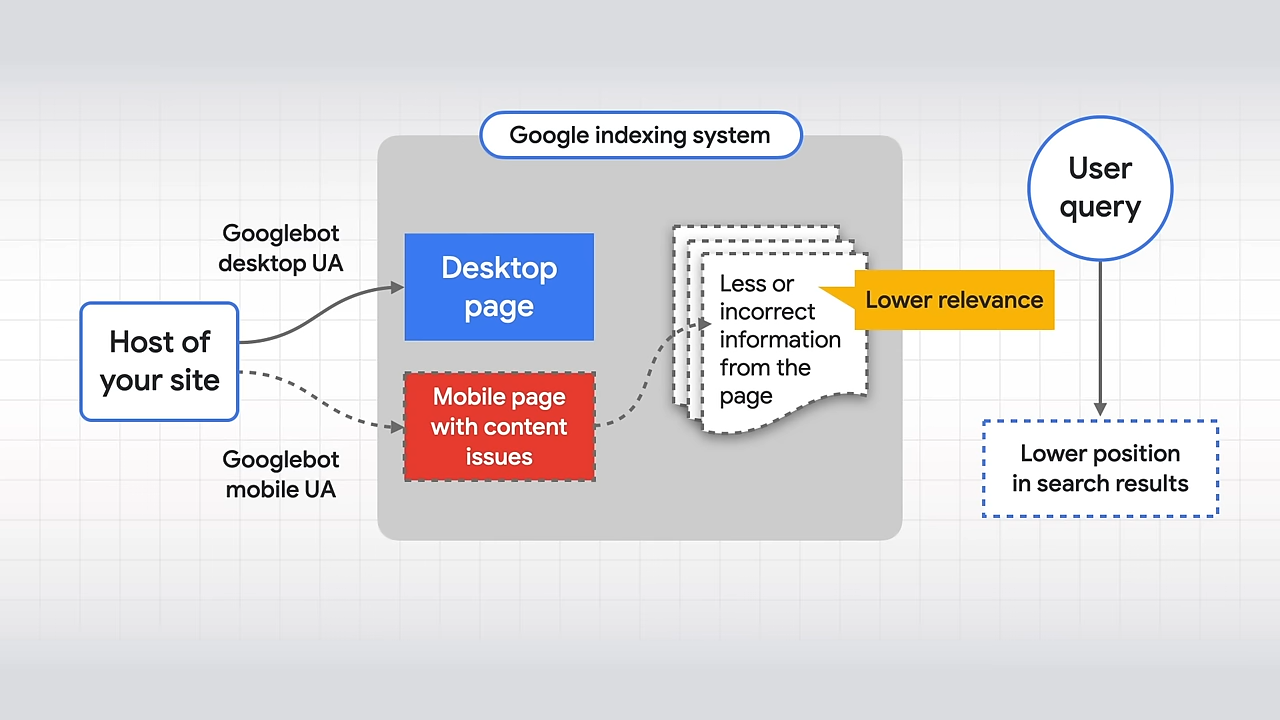 Google indexing system
User
query
Googlebot
desktop UA
Desktop
page
Less or
incorrect
information
from the
page
Lower relevance
Host of
your site
Mobile page
with content
issues
Googlebot
mobile UA
Lower position
in search results